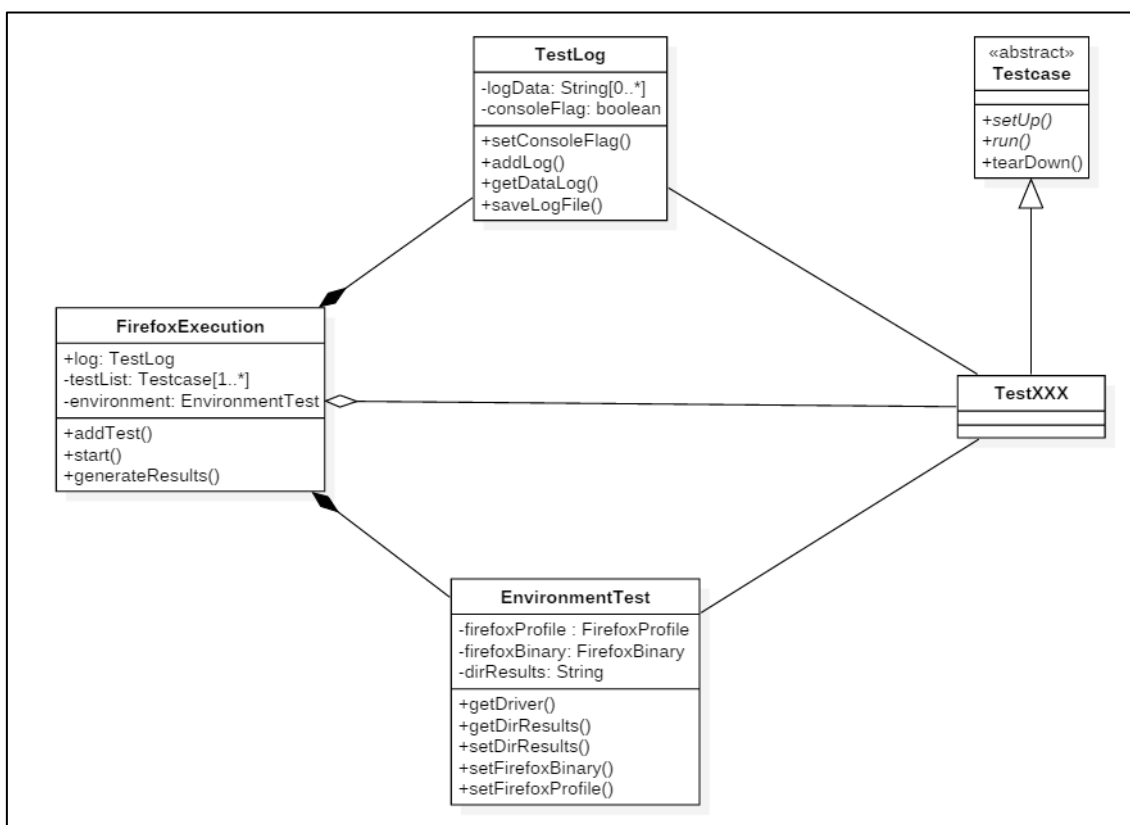 TestLog
-logData: String[0..*]
-consoleFlag: boolean
+setConsoleFlag()
+addLog()
+getDataLog()
+saveLogFile()
«abstract»
Testcase
+setUp()
+run()
+tearDown()
FirefoxExecution
+log: TestLog
-testList: Testcase[1..*]
-environment: EnvironmentTest
+addTest()
+start()
+generateResults()
TestXXX
EnvironmentTest
-firefoxProfile : FirefoxProfile
-firefoxBinary: FirefoxBinary
-dirResults: String
+getDriver()
+getDirResults()
+setDirResults()
+setFirefoxBinary()
+setFirefoxProfile()